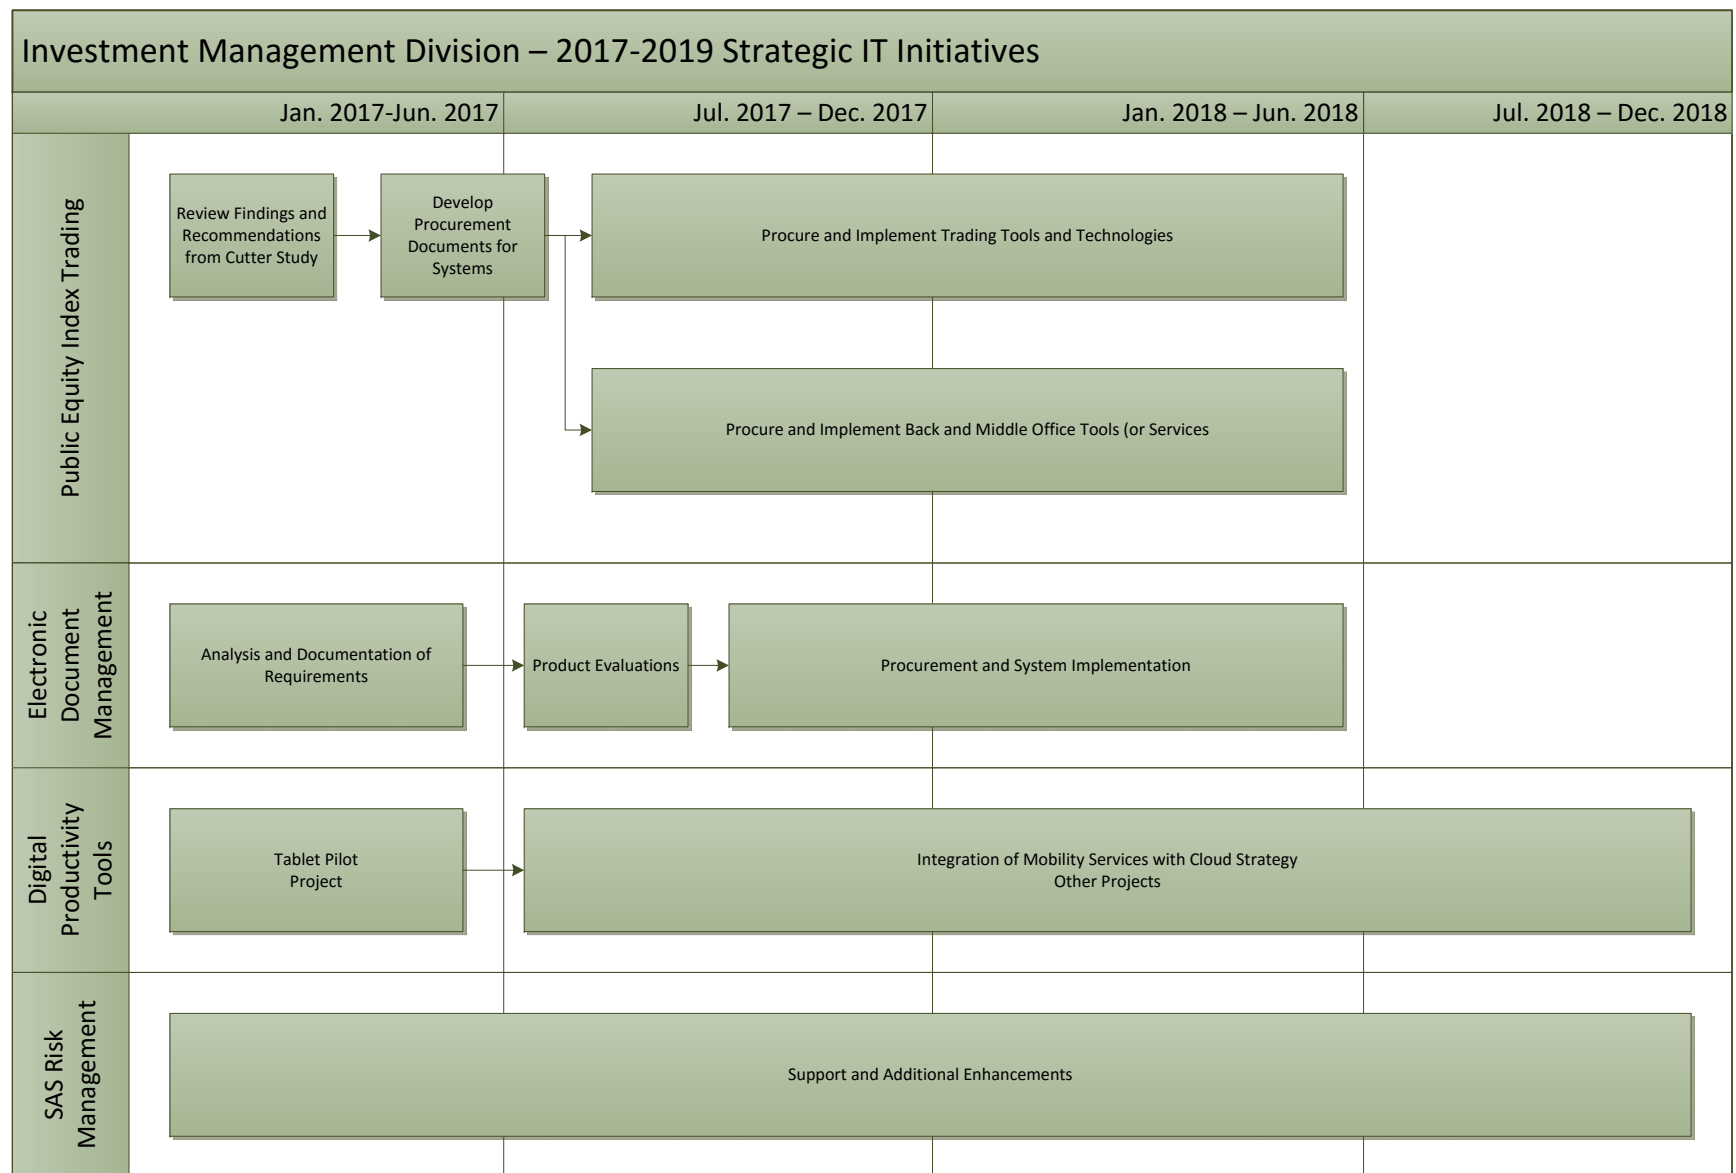 Investment Management Division – 2017-2019 Strategic IT Initiatives
Jan. 2017-Jun. 2017
Jul. 2017 – Dec. 2017
Jan. 2018 – Jun. 2018
Jul. 2018 – Dec. 2018
Public Equity Index Trading
Review Findings and
Recommendations
from Cutter Study
Develop
Procurement
Documents for
Systems
Procure and Implement Trading Tools and Technologies
Procure and Implement Back and Middle Office Tools (or Services
Electronic
Document
Management
Analysis and Documentation of
Requirements
Product Evaluations
Procurement and System Implementation
Digital
Productivity
Tools
Tablet Pilot
Project
Integration of Mobility Services with Cloud Strategy
Other Projects
SAS Risk
Management
Support and Additional Enhancements